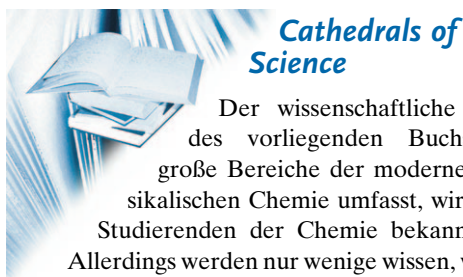 Cathedrals of
Science
Der wissenschaftliche
des vorliegenden Buch
große Bereiche der moderne
sikalischen Chemie umfasst, wir
Studierenden der Chemie bekann
Allerdings werden nur wenige wissen,